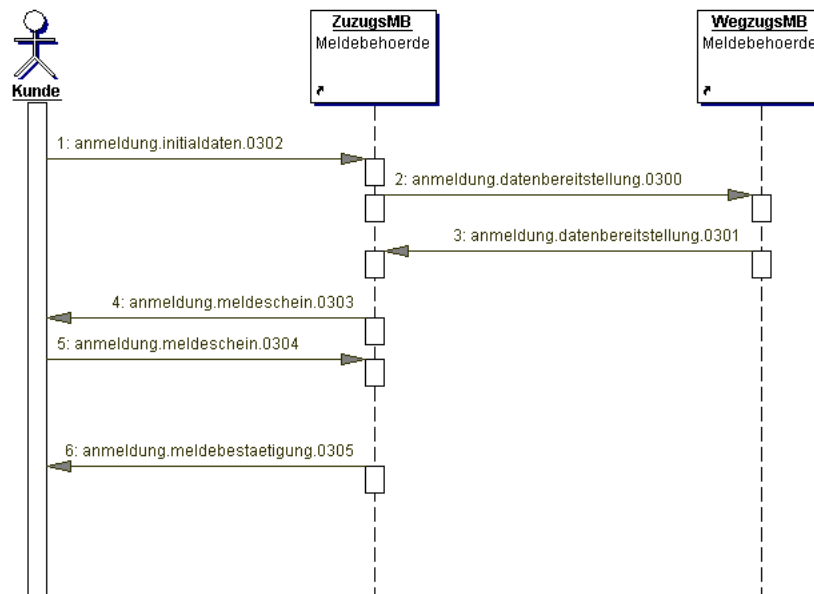 ZuzugsMB
Meldebehoerde
WegzugsMB
Meldebehoerde
Kunde
1: anmeldung.initialdaten.0302
2: anmeldung.datenbereitstellung.0300
3: anmeldung.datenbereitstellung.0301
4: anmeldung.meldeschein.0303
5: anmeldung.meldeschein.0304
6: anmeldung.meldebestaetigung.0305